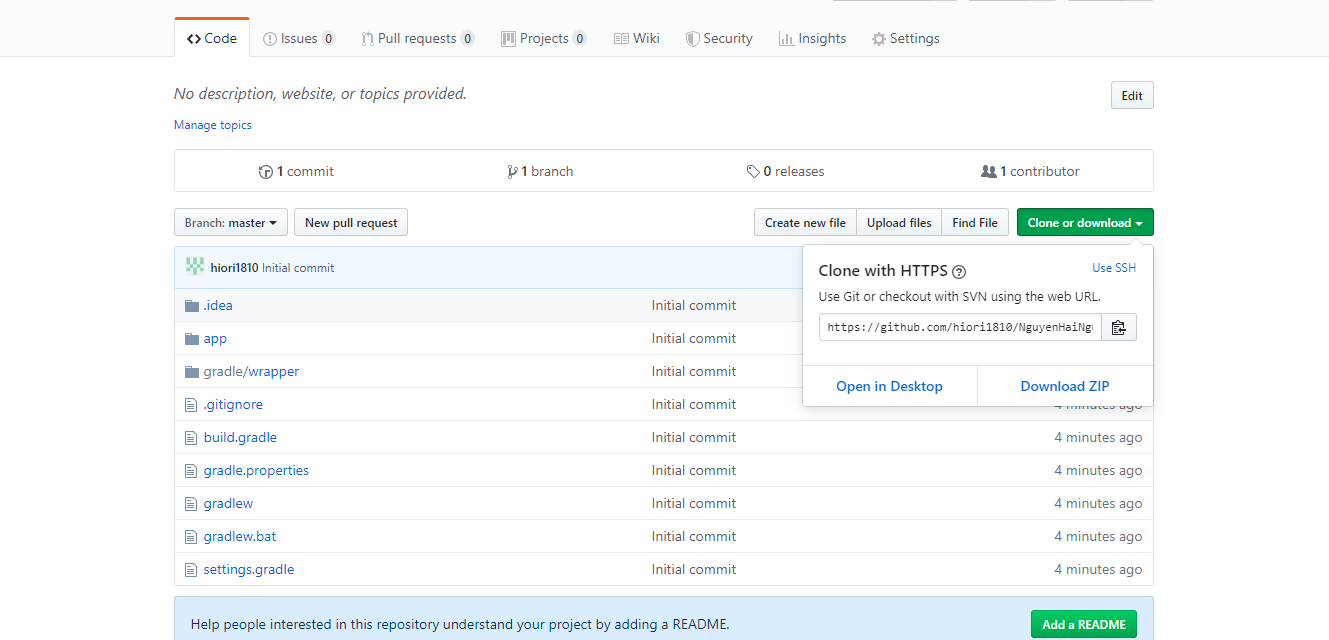 Code Issues 0 Pull requests 0 Projects 0 Wiki Security Insights Settings
No description, website, or topics provided.
Edit
Manage topics
1 commit 1 branch 0 releases 1 contributor
Branch: master New pull request Create new file Upload files Find File Clone or download
hiori1810 Initial commit
Clone with HTTPS ? Use SSH
Use Git or checkout with SVN using the web URL.
https://github.com/hiori1810/NguyenHaiNg
Open in Desktop Download ZIP
.idea Initial commit
app Initial commit
gradle/wrapper Initial commit
.gitignore Initial commit 4 minutes ago
build.gradle Initial commit 4 minutes ago
gradle.properties Initial commit 4 minutes ago
gradlew Initial commit 4 minutes ago
gradlew.bat Initial commit 4 minutes ago
settings.gradle Initial commit 4 minutes ago
Help people interested in this repository understand your project by adding a README.
Add a README